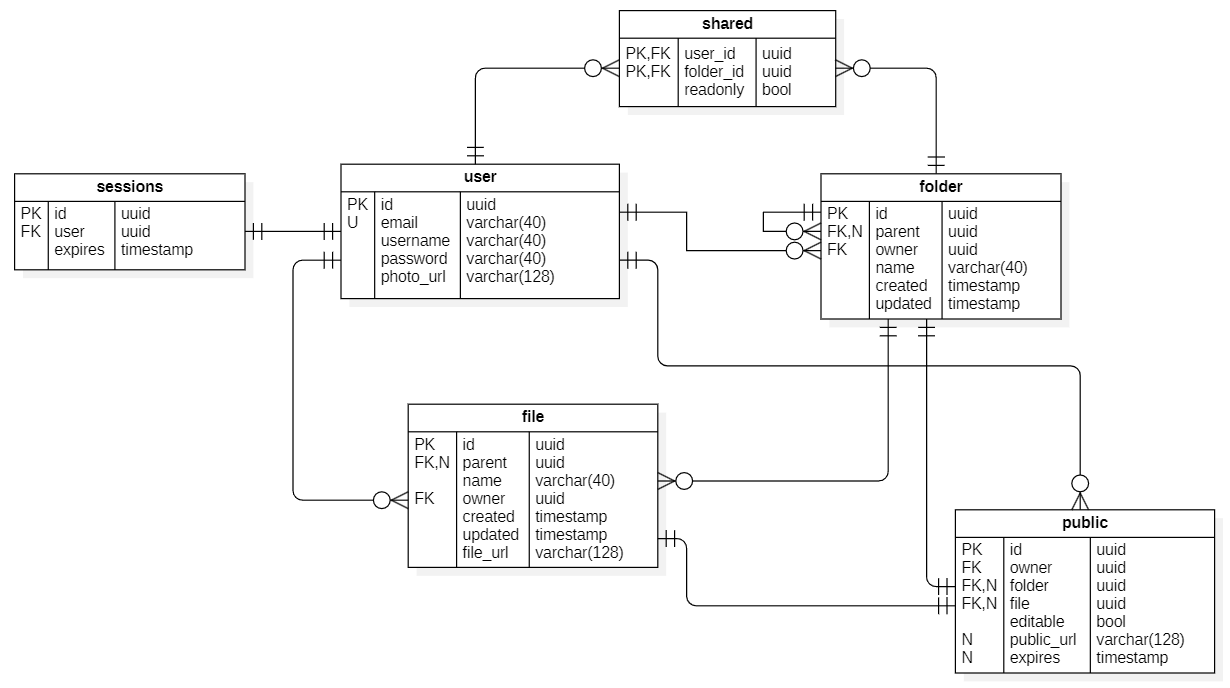 shared
PK,FK user_id uuid
PK,FK folder_id uuid
readonly bool
sessions
PK id uuid
FK user uuid
expires timestamp
user
PK id uuid
U email varchar(40)
username varchar(40)
password varchar(40)
photo_url varchar(128)
folder
PK id uuid
FK,N parent uuid
FK owner uuid
name varchar(40)
created timestamp
updated timestamp
file
PK id uuid
FK,N parent uuid
name varchar(40)
FK owner uuid
created timestamp
updated timestamp
file_url varchar(128)
public
PK id uuid
FK owner uuid
FK,N folder uuid
FK,N file uuid
editable bool
N public_url varchar(128)
N expires timestamp